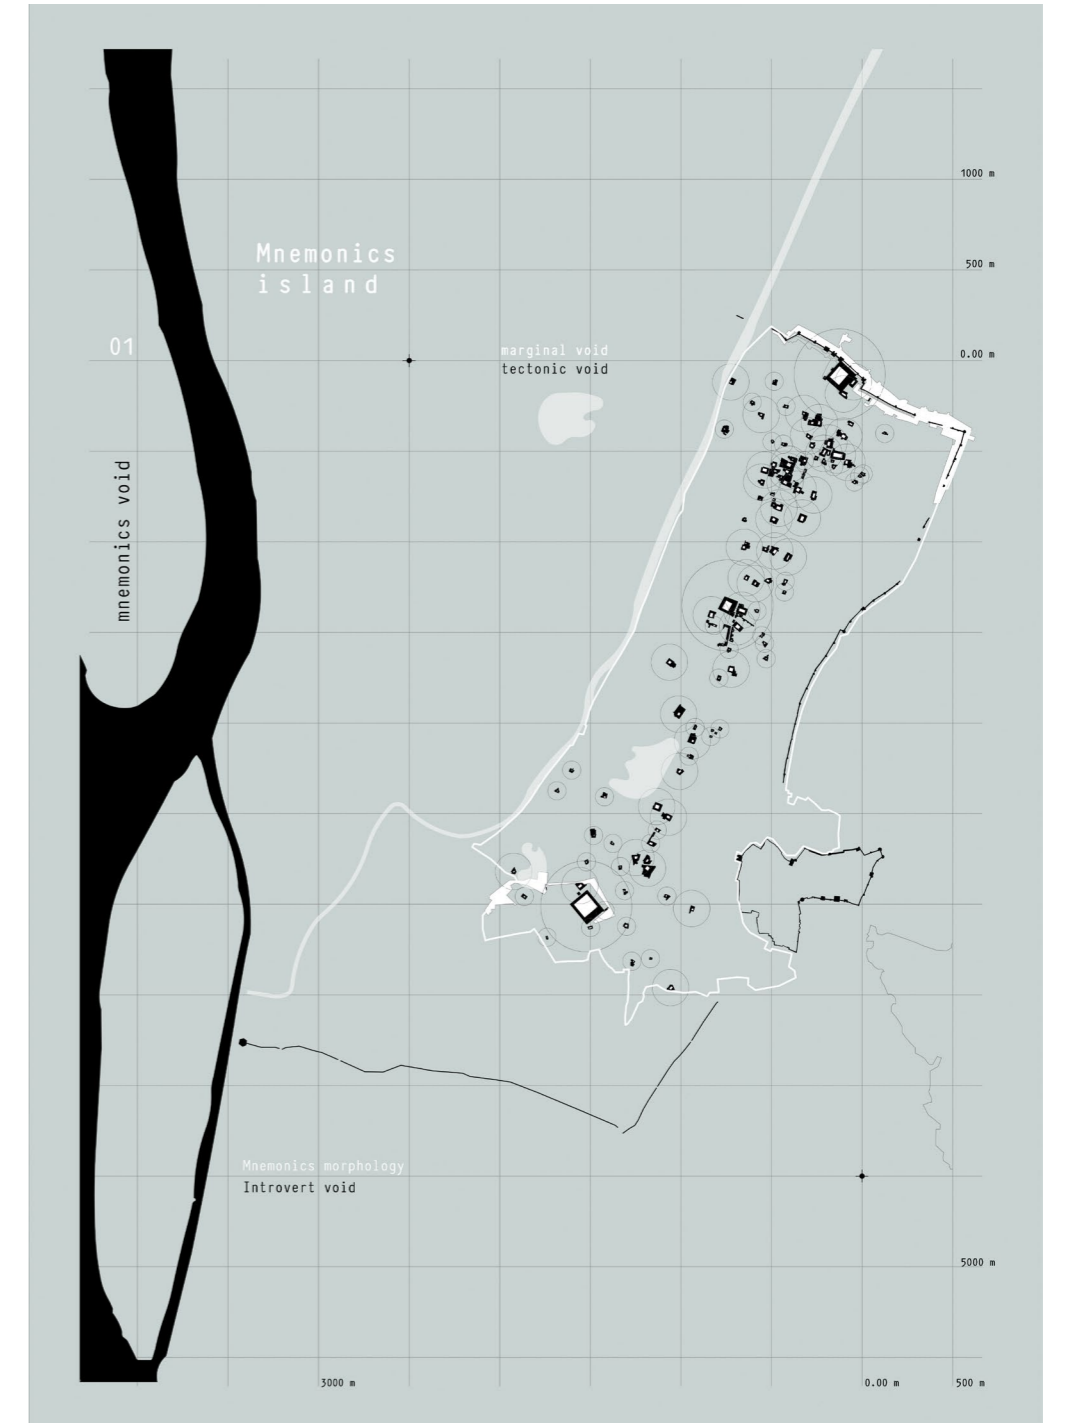 1000 m
Mnemonics
island
500 m
01
marginal void
tectonic void
0.00 m
mnemonics void
Mnemonics morphology
Introvert void
5000 m
3000 m
0.00 m
500 m